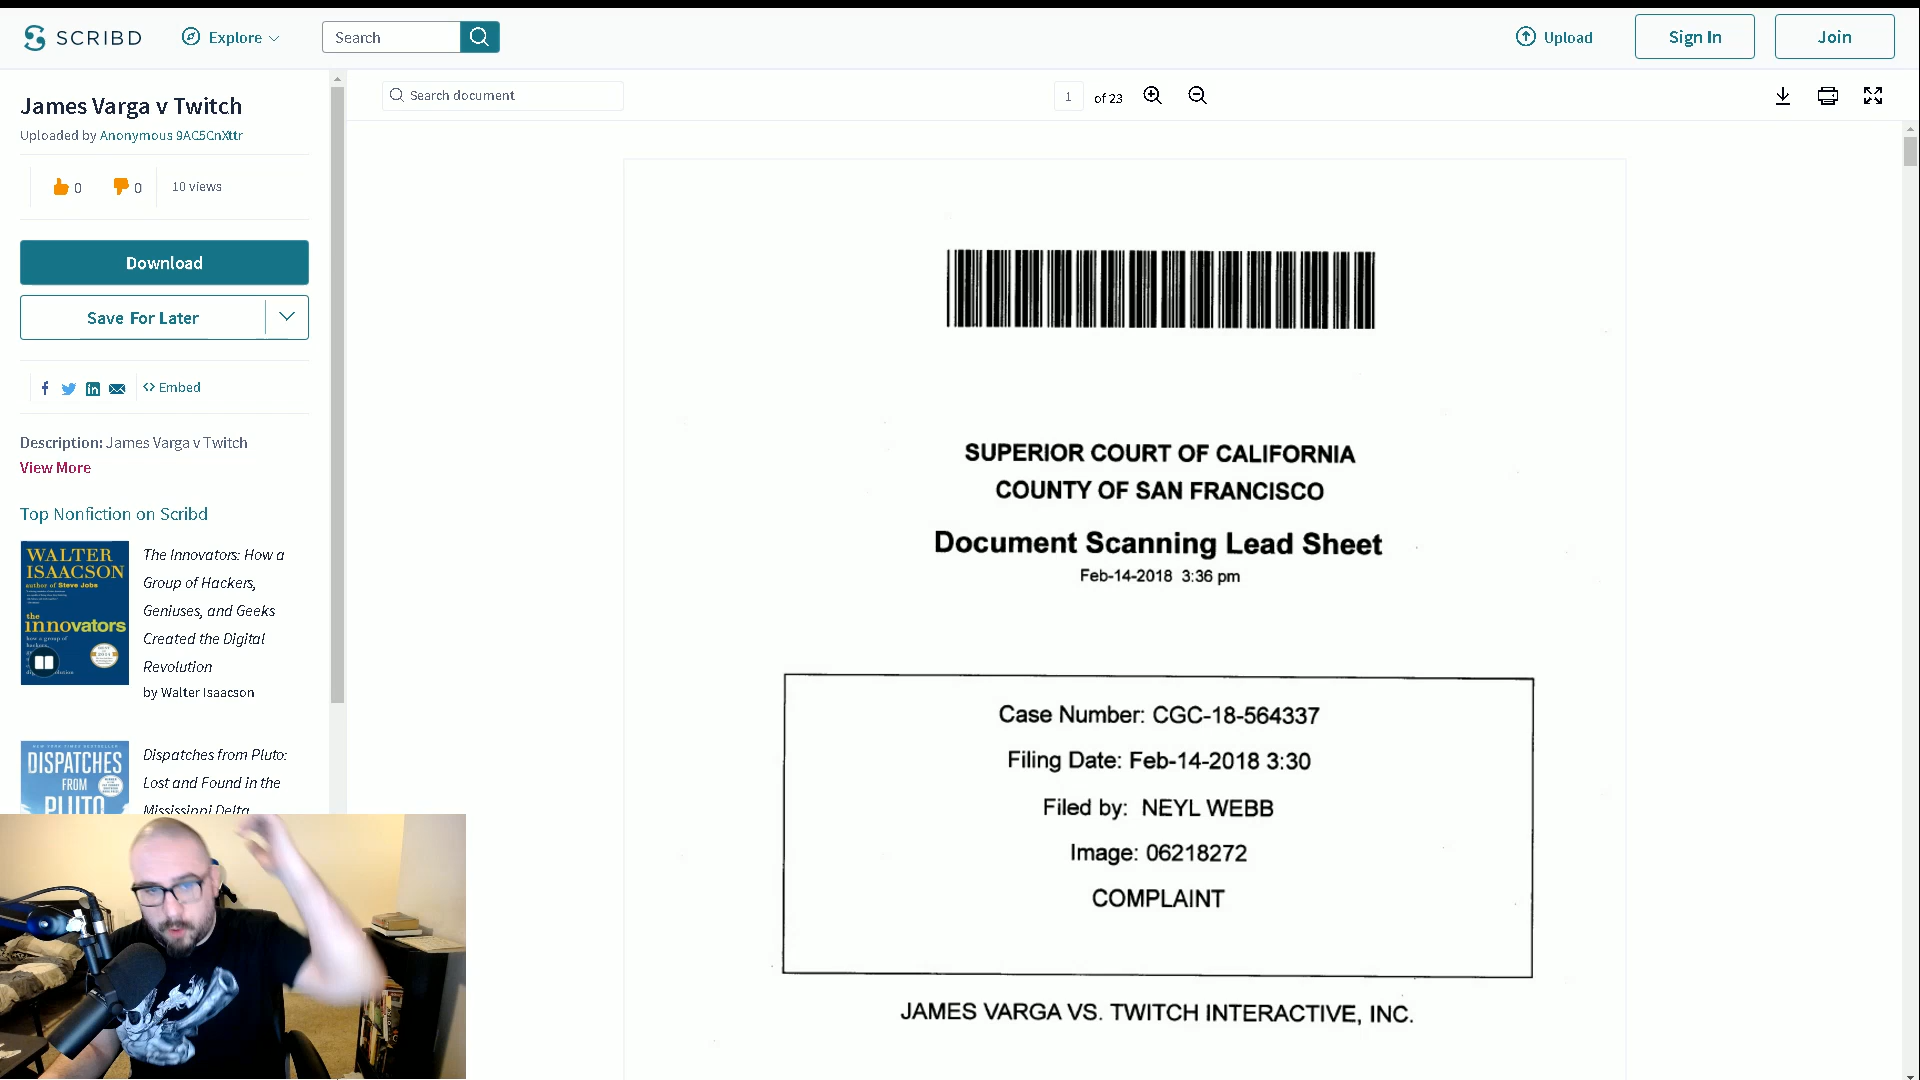 SCRIBD
Explore
Search
Upload
Sign In
Join
James Varga v Twitch
Uploaded by Anonymous 9AC5CnXttr
0
0
10 views
Download
Save For Later
Embed
Description: James Varga v Twitch
View More
Top Nonfiction on Scribd
WALTER
ISAACSON
author of Steve Jobs
the
innovators
The Innovators: How a
Group of Hackers,
Geniuses, and Geeks
Created the Digital
Revolution
by Walter Isaacson
DISPATCHES
FROM
PLUTO
Dispatches from Pluto:
Lost and Found in the
Mississippi Delta
Search document
1
of 23
SUPERIOR COURT OF CALIFORNIA
COUNTY OF SAN FRANCISCO
Document Scanning Lead Sheet
Feb-14-2018 3:36 pm
Case Number: CGC-18-564337
Filing Date: Feb-14-2018 3:30
Filed by: NEYL WEBB
Image: 06218272
COMPLAINT
JAMES VARGA VS. TWITCH INTERACTIVE, INC.